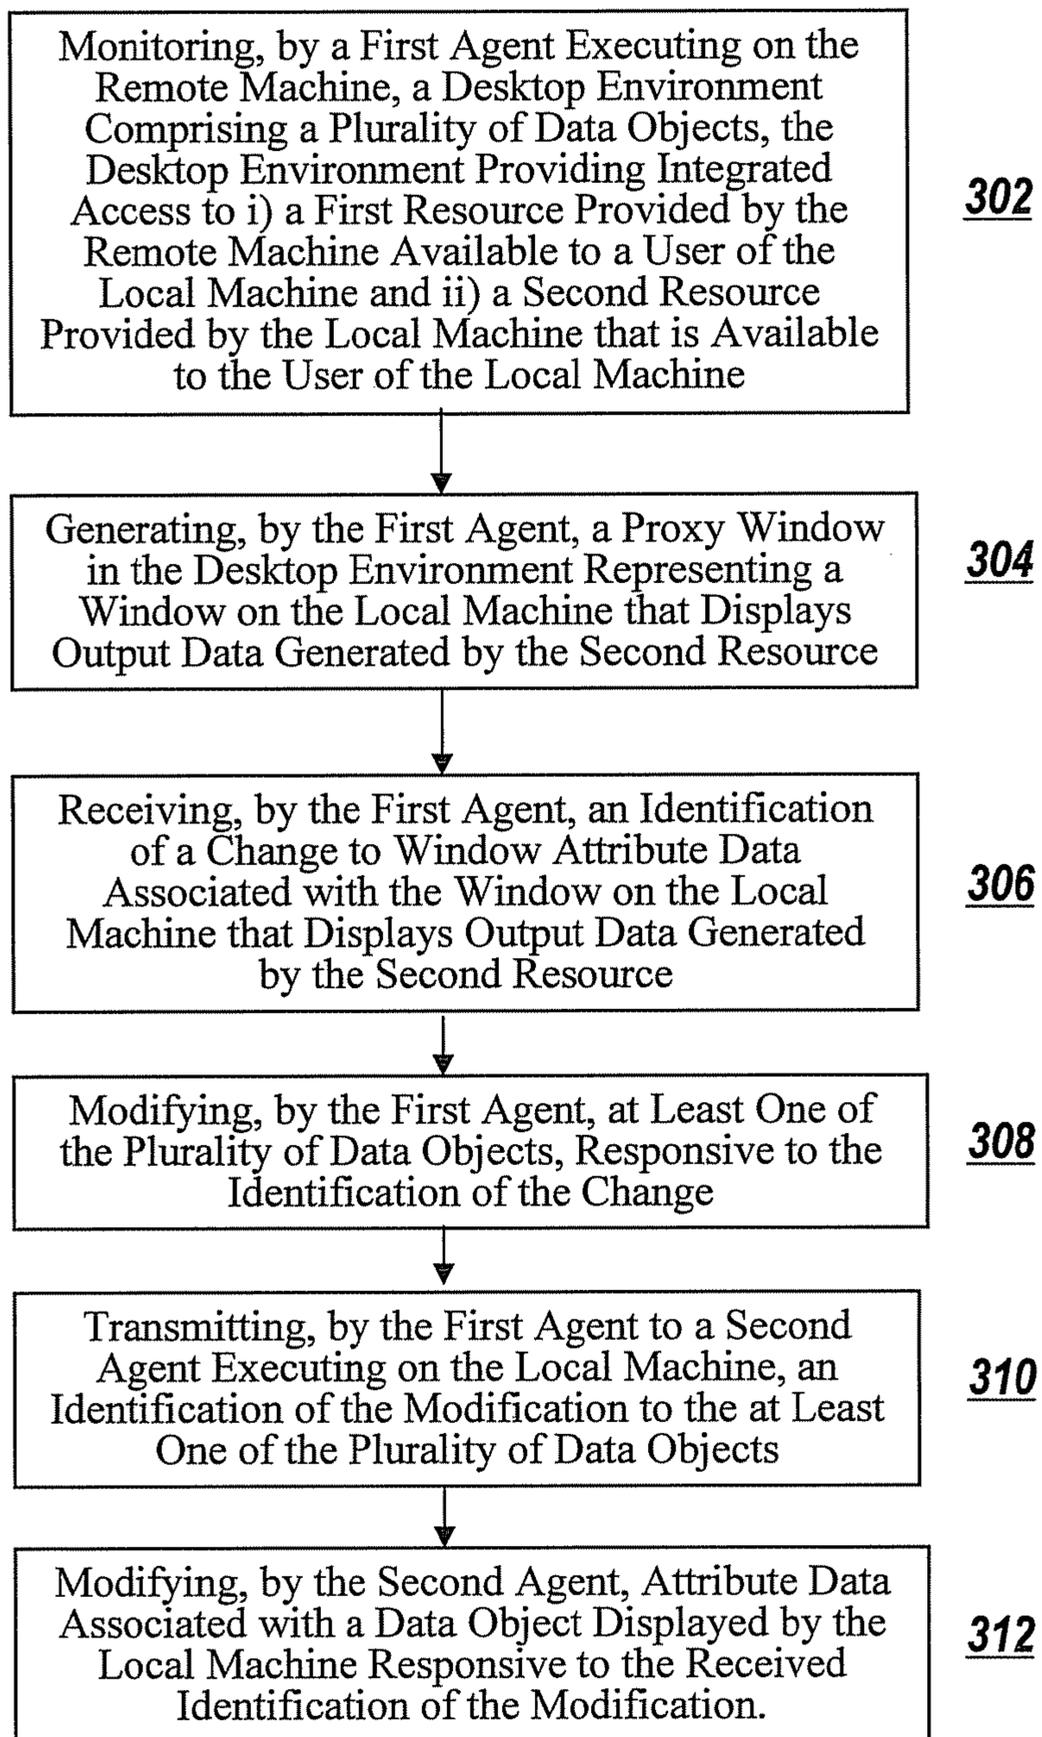 Monitoring, by a First Agent Executing on the
Remote Machine, a Desktop Environment
Comprising a Plurality of Data Objects, the
Desktop Environment Providing Integrated
Access to i) a First Resource Provided by the
Remote Machine Available to a User of the
Local Machine and ii) a Second Resource
Provided by the Local Machine that is Available
to the User of the Local Machine
302
Generating, by the First Agent, a Proxy Window
in the Desktop Environment Representing a
Window on the Local Machine that Displays
Output Data Generated by the Second Resource
304
Receiving, by the First Agent, an Identification
of a Change to Window Attribute Data
Associated with the Window on the Local
Machine that Displays Output Data Generated
by the Second Resource
306
Modifying, by the First Agent, at Least One of
the Plurality of Data Objects, Responsive to the
Identification of the Change
308
Transmitting, by the First Agent to a Second
Agent Executing on the Local Machine, an
Identification of the Modification to the at Least
One of the Plurality of Data Objects
310
Modifying, by the Second Agent, Attribute Data
Associated with a Data Object Displayed by the
Local Machine Responsive to the Received
Identification of the Modification.
312